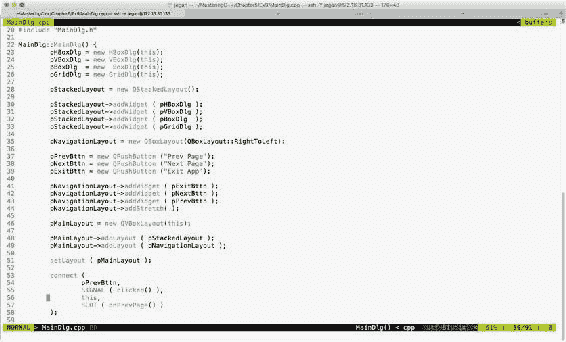 MainDlg.cpp buffers
20 #include "MainDlg.h"
21
22 MainDlg::MainDlg() {
23 pHBoxDlg = new HBoxDlg(this);
24 pVBoxDlg = new VBoxDlg(this);
25 pBoxDlg = new BoxDlg(this);
26 pGridDlg = new GridDlg(this);
27
28 pStackedLayout = new QStackedLayout();
29
30 pStackedLayout->addWidget ( pHBoxDlg );
31 pStackedLayout->addWidget ( pVBoxDlg );
32 pStackedLayout->addWidget ( pBoxDlg );
33 pStackedLayout->addWidget ( pGridDlg );
34
35 pNavigationLayout = new QBoxLayout(QBoxLayout::RightToLeft);
36
37 pPrevBttn = new QPushButton ("Prev Page");
38 pNextBttn = new QPushButton ("Next Page");
39 pExitBttn = new QPushButton ("Exit App");
40
41 pNavigationLayout->addWidget ( pExitBttn );
42 pNavigationLayout->addWidget ( pNextBttn );
43 pNavigationLayout->addWidget ( pPrevBttn );
44 pNavigationLayout->addStretch( );
45
46 pMainLayout = new QVBoxLayout(this);
47
48 pMainLayout->addLayout ( pStackedLayout );
49 pMainLayout->addLayout ( pNavigationLayout );
50
51 setLayout ( pMainLayout );
52
53 connect (
54 pPrevBttn,
55 SIGNAL ( clicked() ),
56 this,
57 SLOT ( onPrevPage() )
58 );
NORMAL > MainDlg.cpp MainDlg() < cpp 61% 56/91